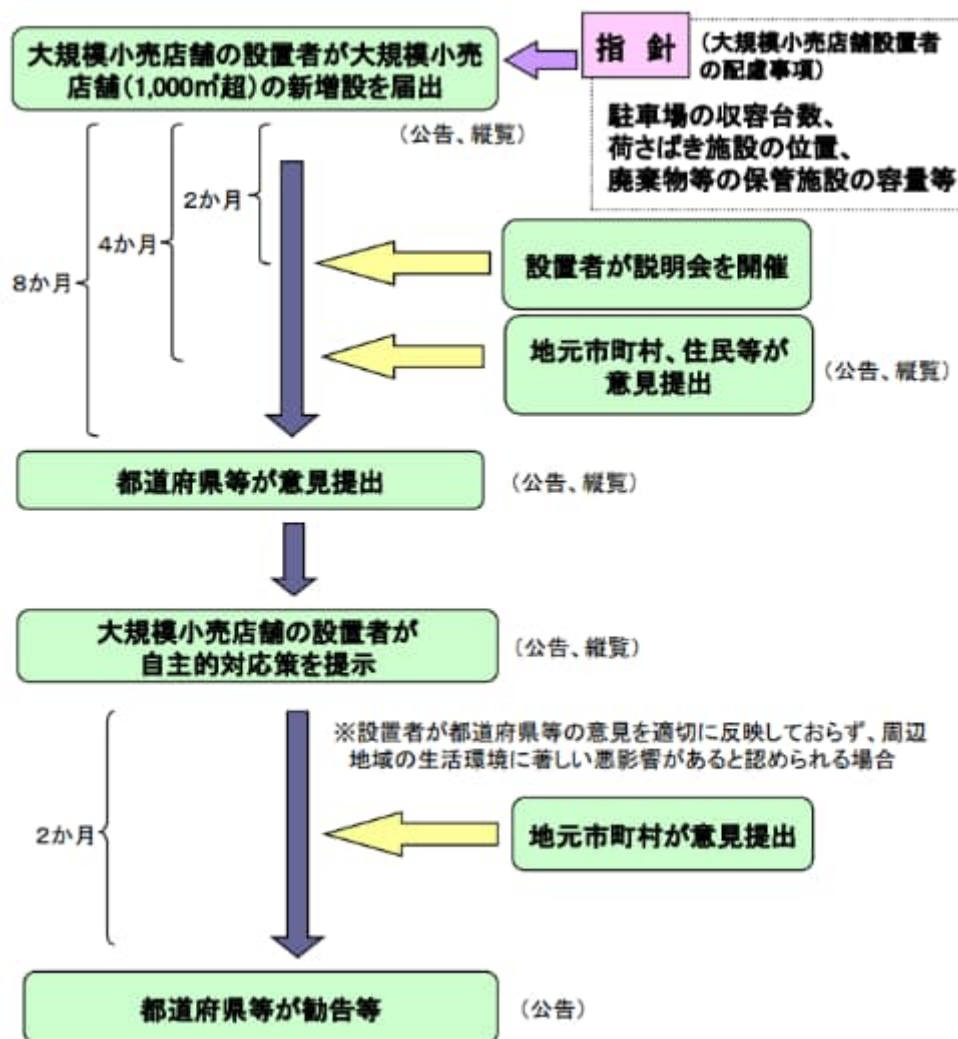 大規模小売店舗の設置者が大規模小売
店舗(1,000㎡超)の新増設を届出
指 針
(大規模小売店舗設置者
の配慮事項)
駐車場の収容台数、
荷さばき施設の位置、
廃棄物等の保管施設の容量等
(公告、縦覧)
2か月
4か月
8か月
設置者が説明会を開催
地元市町村、住民等が
意見提出
(公告、縦覧)
都道府県等が意見提出
(公告、縦覧)
大規模小売店舗の設置者が
自主的対応策を提示
(公告、縦覧)
※設置者が都道府県等の意見を適切に反映しておらず、周辺
地域の生活環境に著しい悪影響があると認められる場合
2か月
地元市町村が意見提出
都道府県等が勧告等
(公告)